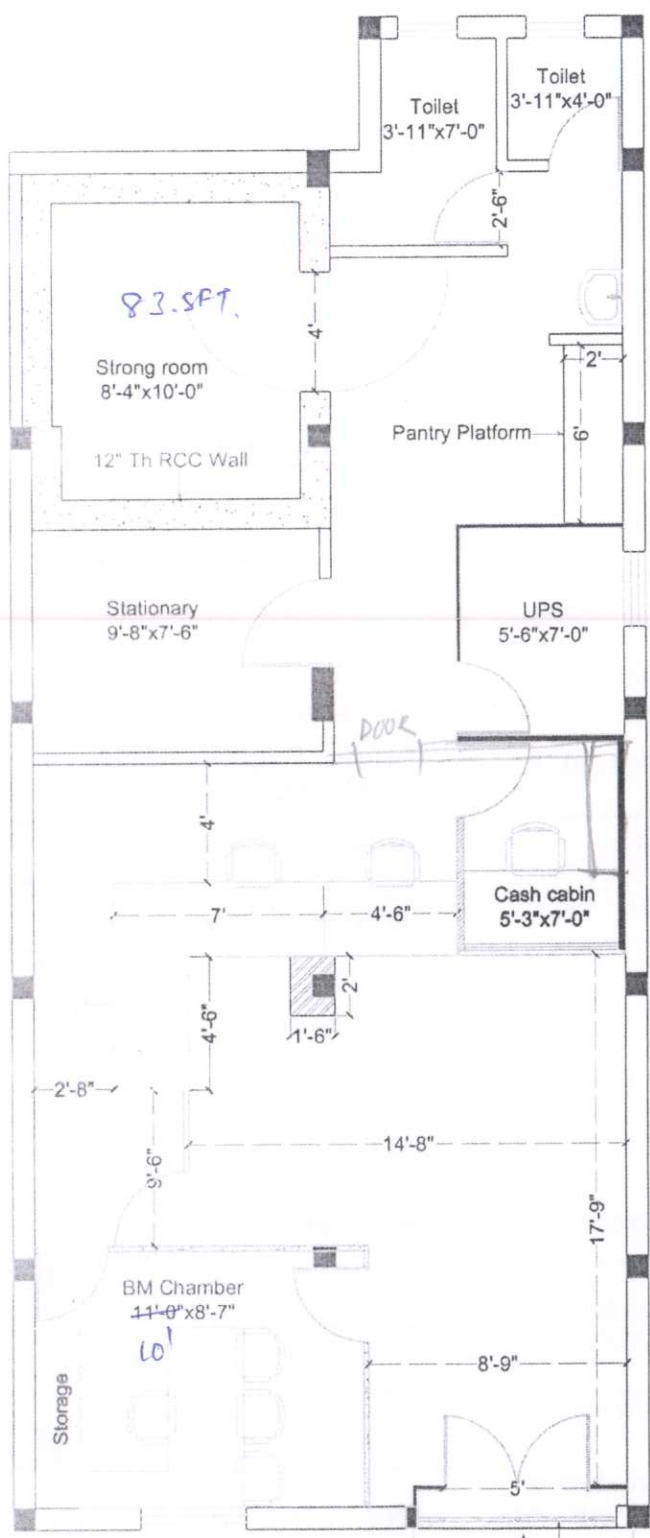 Toilet
3'-11"x4'-0"
Toilet
3'-11"x7'-0"
2'-6"
83.SFT.
4'
Strong room
8'-4"x10'-0"
2'
Pantry Platform
6'
12" Th RCC Wall
Stationary
9'-8"x7'-6"
UPS
5'-6"x7'-0"
DOOR
4'
Cash cabin
5'-3"x7'-0"
7'
4'-6"
2'
4'-6"
1'-6"
2'-8"
14'-8"
9'-6"
17'-9"
BM Chamber
11'-0"x8'-7"
10'
8'-9"
Storage
5'